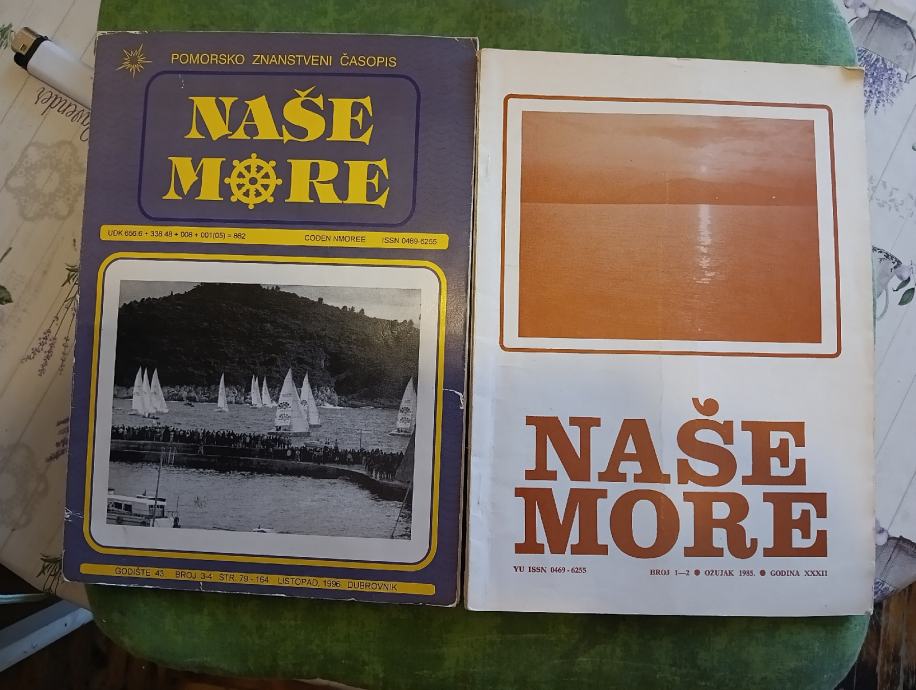 POMORSKO ZNANSTVENI ČASOPIS
NAŠE
MORE
UDK 656.6 + 338.48 + 008 + 001(05) = 862 CODEN NMOREE ISSN 0469-6255
GODIŠTE 43 BROJ 3-4 STR. 79 - 164 LISTOPAD, 1996. DUBROVNIK
NAŠE
MORE
YU ISSN 0469-6255 BROJ 1—2 ● OŽUJAK 1985. ● GODINA XXXII
Lavender